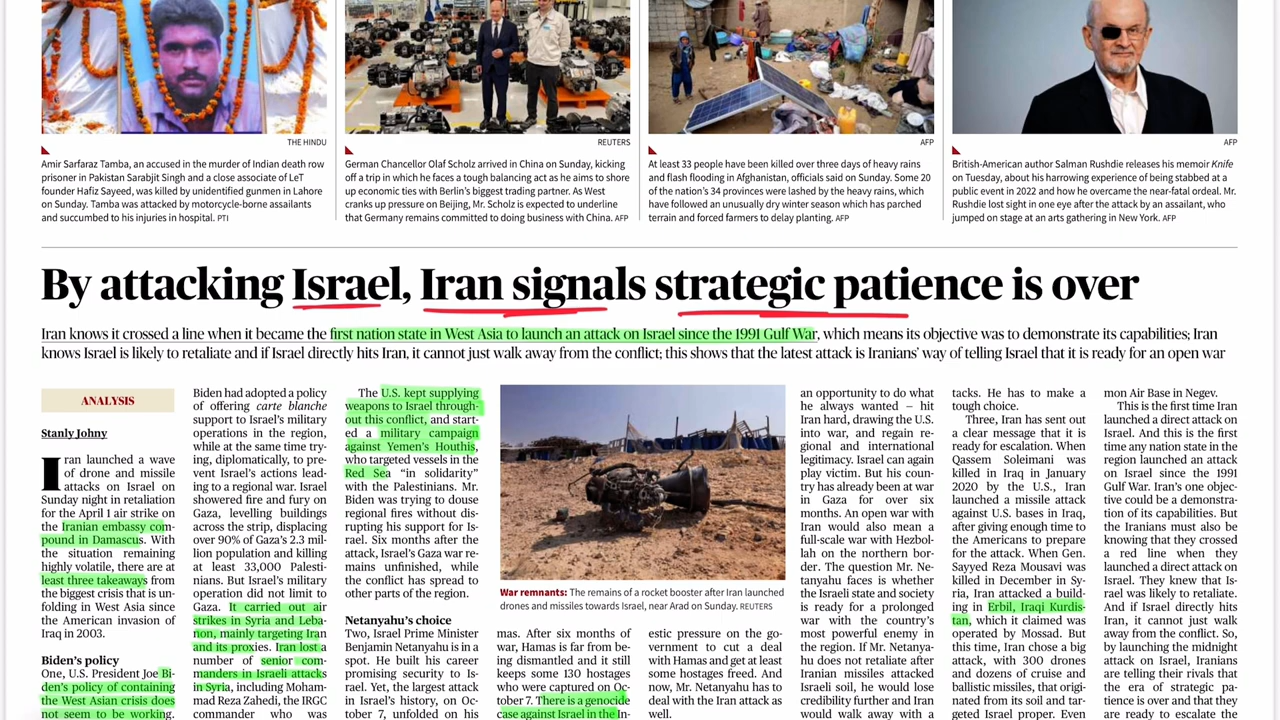 THE HINDU
Amir Sarfaraz Tamba, an accused in the murder of Indian death row
prisoner in Pakistan Sarabjit Singh and a close associate of LeT
founder Hafiz Sayeed, was killed by unidentified gunmen in Lahore
on Sunday. Tamba was attacked by motorcycle-borne assailants
and succumbed to his injuries in hospital. PTI
REUTERS
German Chancellor Olaf Scholz arrived in China on Sunday, kicking
off a trip in which he faces a tough balancing act as he aims to shore
up economic ties with Berlin's biggest trading partner. As West
cranks up pressure on Beijing, Mr. Scholz is expected to underline
that Germany remains committed to doing business with China. AFP
AFP
At least 33 people have been killed over three days of heavy rains
and flash flooding in Afghanistan, officials said on Sunday. Some 20
of the nation's 34 provinces were lashed by the heavy rains, which
have followed an unusually dry winter season which has parched
terrain and forced farmers to delay planting. AFP
AFP
British-American author Salman Rushdie releases his memoir Knife
on Tuesday, about his harrowing experience of being stabbed at a
public event in 2022 and how he overcame the near-fatal ordeal. Mr.
Rushdie lost sight in one eye after the attack by an assailant, who
jumped on stage at an arts gathering in New York. AFP
By attacking Israel, Iran signals strategic patience is over
Iran knows it crossed a line when it became the first nation state in West Asia to launch an attack on Israel since the 1991 Gulf War, which means its objective was to demonstrate its capabilities; Iran
knows Israel is likely to retaliate and if Israel directly hits Iran, it cannot just walk away from the conflict; this shows that the latest attack is Iranians' way of telling Israel that it is ready for an open war
ANALYSIS
Stanly Johny
Iran launched a wave
of drone and missile
attacks on Israel on
Sunday night in retaliation
for the April 1 air strike on
the Iranian embassy com-
pound in Damascus. With
the situation remaining
highly volatile, there are at
least three takeaways from
the biggest crisis that is un-
folding in West Asia since
the American invasion of
Iraq in 2003.
Biden's policy
One, U.S. President Joe Bi-
den's policy of containing
the West Asian crisis does
not seem to be working.
Biden had adopted a policy
of offering carte blanche
support to Israel's military
operations in the region,
while at the same time try-
ing, diplomatically, to pre-
vent Israel's actions lead-
ing to a regional war. Israel
showered fire and fury on
Gaza, levelling buildings
across the strip, displacing
over 90% of Gaza's 2.3 mil-
lion population and killing
at least 33,000 Palesti-
nians. But Israel's military
operation did not limit to
Gaza. It carried out air
strikes in Syria and Leba-
non, mainly targeting Iran
and its proxies. Iran lost a
number of senior com-
manders in Israeli attacks
in Syria, including Moham-
mad Reza Zahedi, the IRGC
commander who was
The U.S. kept supplying
weapons to Israel through-
out this conflict, and start-
ed a military campaign
against Yemen's Houthis,
who targeted vessels in the
Red Sea "in solidarity"
with the Palestinians. Mr.
Biden was trying to douse
regional fires without dis-
rupting his support for Is-
rael. Six months after the
attack, Israel's Gaza war re-
mains unfinished, while
the conflict has spread to
other parts of the region.
Netanyahu's choice
Two, Israel Prime Minister
Benjamin Netanyahu is in a
spot. He built his career
promising security to Is-
rael. Yet, the largest attack
in Israel's history, on Oc-
tober 7, unfolded on his
War remnants: The remains of a rocket booster after Iran launched
drones and missiles towards Israel, near Arad on Sunday. REUTERS
mas. After six months of
war, Hamas is far from be-
ing dismantled and it still
keeps some 130 hostages
who were captured on Oc-
tober 7. There is a genocide
case against Israel in the In-
estic pressure on the go-
vernment to cut a deal
with Hamas and get at least
some hostages freed. And
now, Mr. Netanyahu has to
deal with the Iran attack as
well.
an opportunity to do what
he always wanted – hit
Iran hard, drawing the U.S.
into war, and regain re-
gional and international
legitimacy. Israel can again
play victim. But his coun-
try has already been at war
in Gaza for over six
months. An open war with
Iran would also mean a
full-scale war with Hezbol-
lah on the northern bor-
der. The question Mr. Ne-
tanyahu faces is whether
the Israeli state and society
is ready for a prolonged
war with the country's
most powerful enemy in
the region. If Mr. Netanya-
hu does not retaliate after
Iranian missiles attacked
Israeli soil, he would lose
credibility further and Iran
would walk away with a
tacks. He has to make a
tough choice.
Three, Iran has sent out
a clear message that it is
ready for escalation. When
Qassem Soleimani was
killed in Iraq in January
2020 by the U.S., Iran
launched a missile attack
against U.S. bases in Iraq,
after giving enough time to
the Americans to prepare
for the attack. When Gen.
Sayyed Reza Mousavi was
killed in December in Sy-
ria, Iran attacked a build-
ing in Erbil, Iraqi Kurdis-
tan, which it claimed was
operated by Mossad. But
this time, Iran chose a big
attack, with 300 drones
and dozens of cruise and
ballistic missiles, that origi-
nated from its soil and tar-
geted Israel proper. Even
mon Air Base in Negev.
This is the first time Iran
launched a direct attack on
Israel. And this is the first
time any nation state in the
region launched an attack
on Israel since the 1991
Gulf War. Iran's one objec-
tive could be a demonstra-
tion of its capabilities. But
the Iranians must also be
knowing that they crossed
a red line when they
launched a direct attack on
Israel. They knew that Is-
rael was likely to retaliate.
And if Israel directly hits
Iran, it cannot just walk
away from the conflict. So,
by launching the midnight
attack on Israel, Iranians
are telling their rivals that
the era of strategic pa-
tience is over and that they
are ready to escalate the